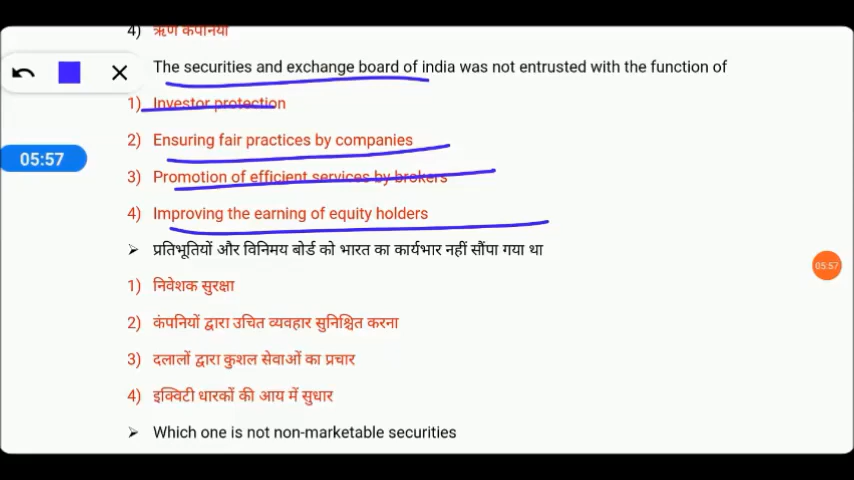 4) ऋण कंपनियां
The securities and exchange board of india was not entrusted with the function of
1) Investor protection
2) Ensuring fair practices by companies
05:57
3) Promotion of efficient services by brokers
4) Improving the earning of equity holders
➢ प्रतिभूतियों और विनिमय बोर्ड को भारत का कार्यभार नहीं सौंपा गया था
05:57
1) निवेशक सुरक्षा
2) कंपनियों द्वारा उचित व्यवहार सुनिश्चित करना
3) दलालों द्वारा कुशल सेवाओं का प्रचार
4) इक्विटी धारकों की आय में सुधार
➢ Which one is not non-marketable securities